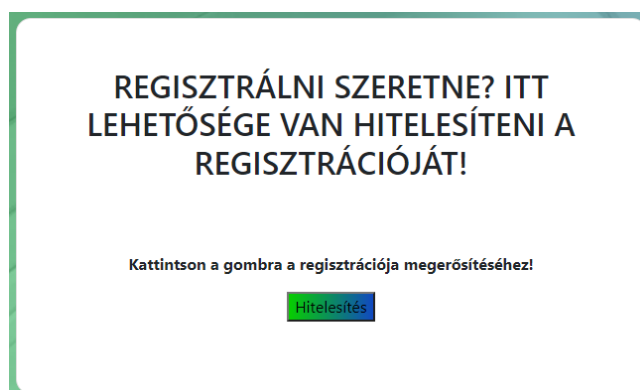 REGISZTRÁLNI SZERETNE? ITT
LEHETŐSÉGE VAN HITELESÍTENI A
REGISZTRÁCIÓJÁT!
Kattintson a gombra a regisztrációja megerősítéséhez!
Hitelesítés